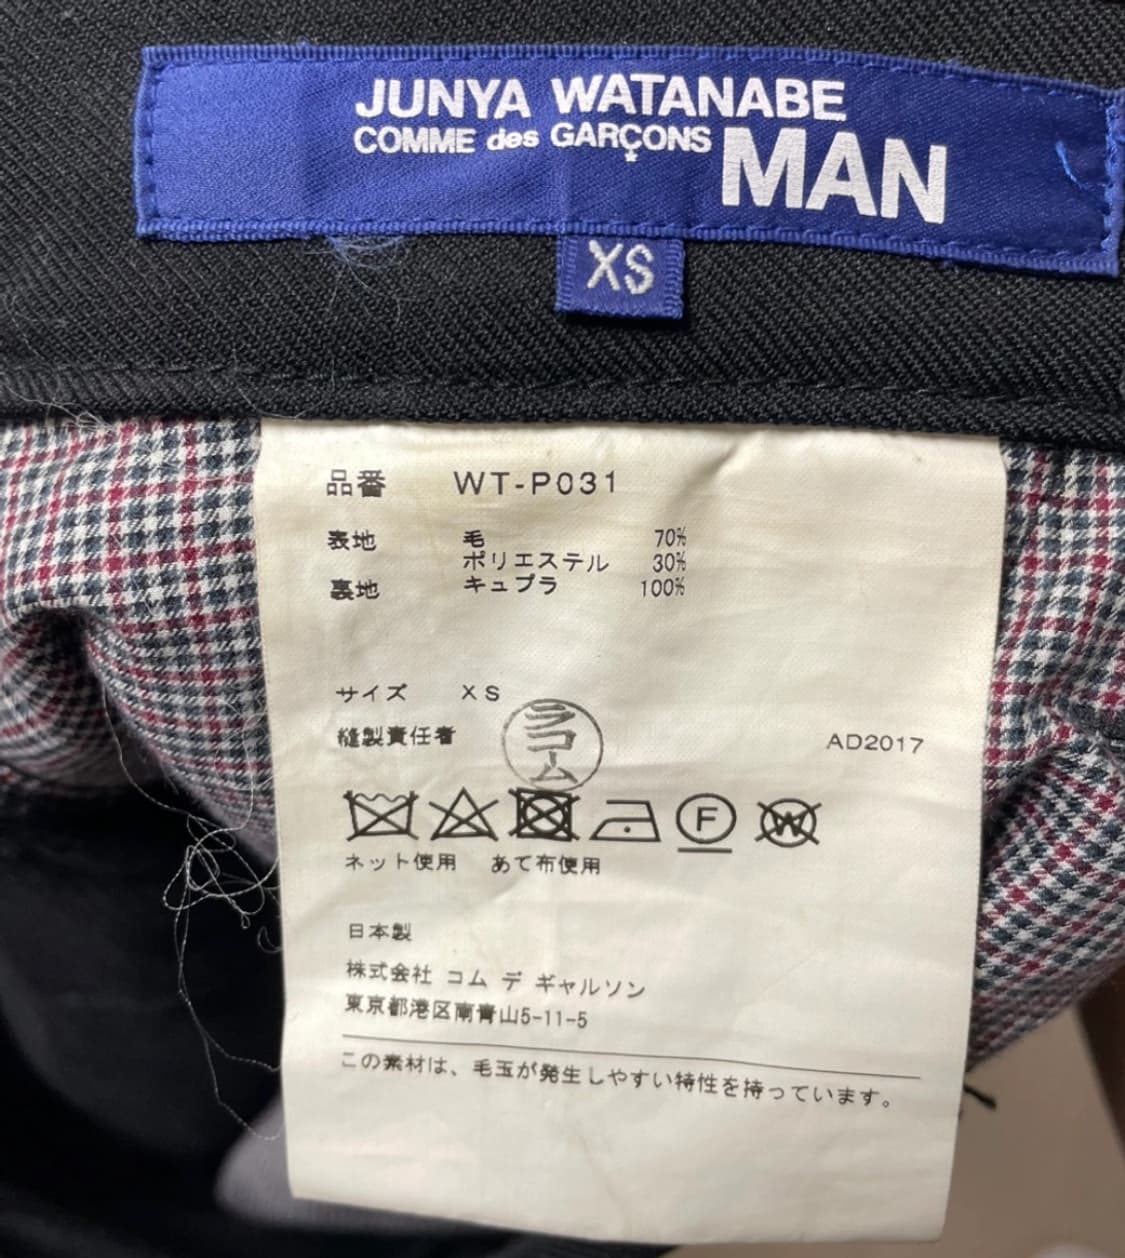 JUNYA WATANABE
COMME des GARÇONS MAN
XS
品番 WT-P031
表地 毛 70%
ポリエステル 30%
裏地 キュプラ 100%
サイズ XS
縫製責任者 ラコーム AD2017
F W
ネット使用 あて布使用
日本製
株式会社 コム デ ギャルソン
東京都港区南青山5-11-5
この素材は、毛玉が発生しやすい特性を持っています。